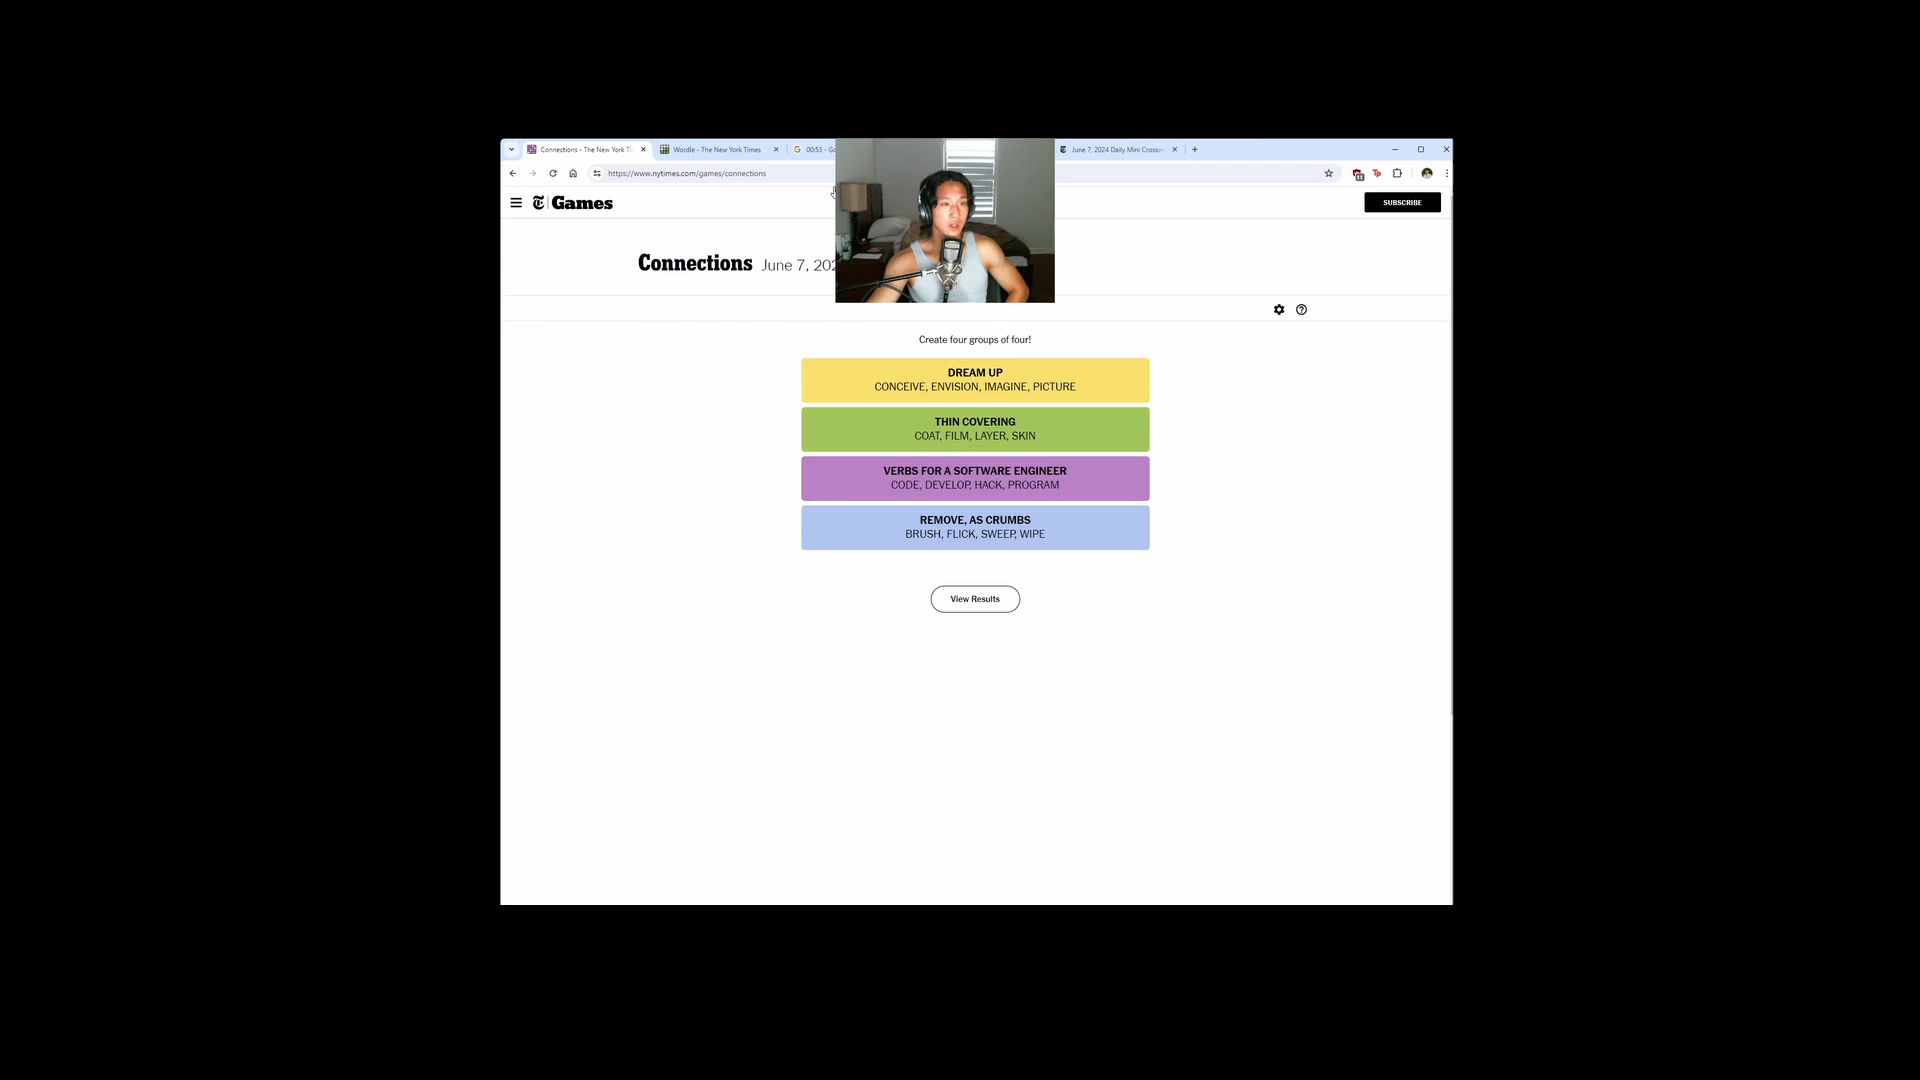 Connections - The New York Ti
Wordle - The New York Times
00:53 - Go
June 7, 2024 Daily Mini Crossw
https://www.nytimes.com/games/connections
Games
SUBSCRIBE
Connections June 7, 202
Create four groups of four!
DREAM UP
CONCEIVE, ENVISION, IMAGINE, PICTURE
THIN COVERING
COAT, FILM, LAYER, SKIN
VERBS FOR A SOFTWARE ENGINEER
CODE, DEVELOP, HACK, PROGRAM
REMOVE, AS CRUMBS
BRUSH, FLICK, SWEEP, WIPE
View Results